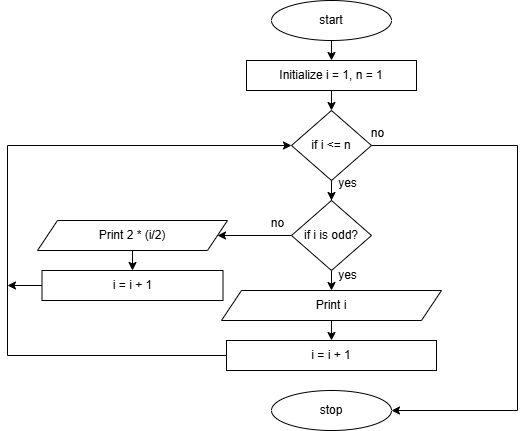 start
Initialize i = 1, n = 1
if i <= n
no
yes
if i is odd?
no
Print 2 * (i/2)
yes
i = i + 1
Print i
i = i + 1
stop